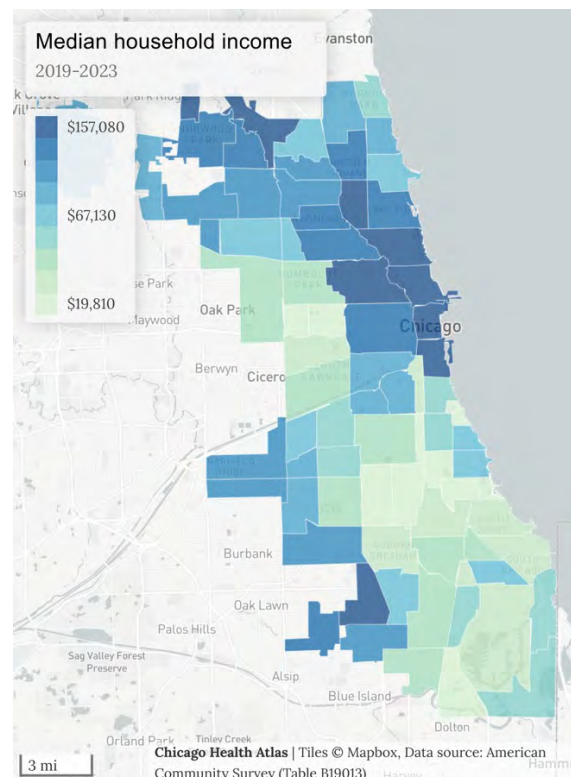 Median household income
2019-2023
Evanston
$157,080
$67,130
$19,810
Oak Park
Maywood
Chicago
Berwyn
Cicero
Burbank
Oak Lawn
Palos Hills
Sag Valley Forest
Preserve
Alsip
Blue Island
Dolton
Orland Park
Tinley Creek
3 mi
Chicago Health Atlas | Tiles © Mapbox, Data source: American
Community Survey (Table B19013)
Harvey